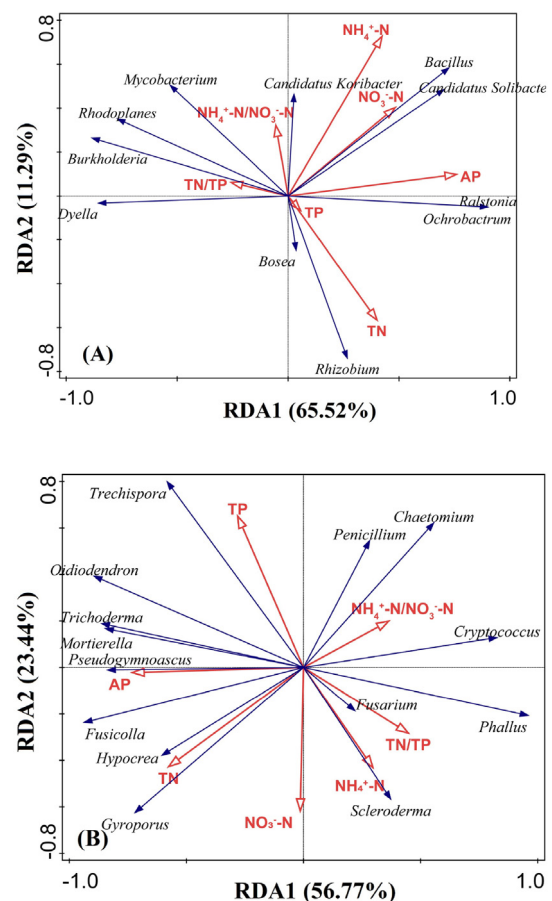 0.8
NH₄⁺-N
Bacillus
Mycobacterium
Candidatus Koribacter
Candidatus Solibacte
NO₃⁻-N
Rhodoplanes
NH₄⁺-N/NO₃⁻-N
Burkholderia
TN/TP
AP
Dyella
TP
Ralstonia
Ochrobactrum
Bosea
TN
(A)
Rhizobium
-0.8
RDA2 (11.29%)
-1.0
1.0
RDA1 (65.52%)
0.8
Trechispora
TP
Chaetomium
Penicillium
Oidiodendron
NH₄⁺-N/NO₃⁻-N
Trichoderma
Cryptococcus
Mortierella
Pseudogymnoascus
AP
Fusarium
Fusicolla
Phallus
TN/TP
Hypocrea
TN
NH₄⁺-N
Scleroderma
Gyroporus
NO₃⁻-N
(B)
-0.8
RDA2 (23.44%)
-1.0
1.0
RDA1 (56.77%)